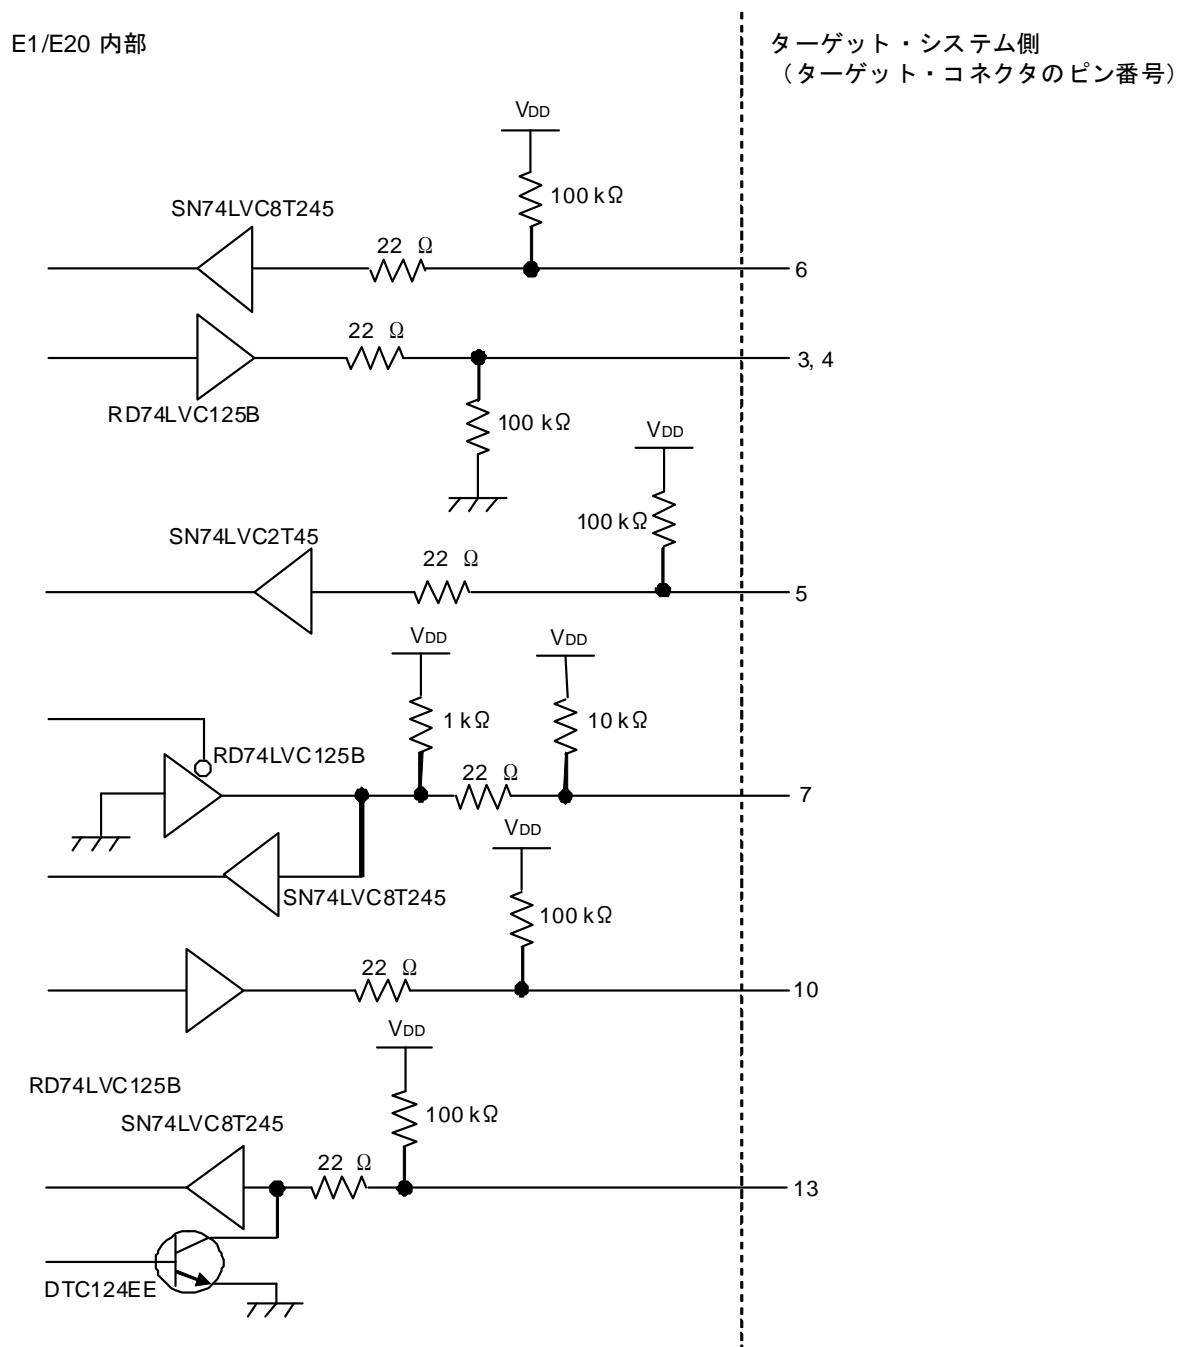 E1/E20 内部
ターゲット・システム側
（ターゲット・コネクタのピン番号）
VDD
100 kΩ
SN74LVC8T245
22 Ω
6
22 Ω
3, 4
RD74LVC125B
100 kΩ
VDD
100 kΩ
SN74LVC2T45
22 Ω
5
VDD
VDD
1 kΩ
10 kΩ
RD74LVC125B
22 Ω
7
VDD
SN74LVC8T245
100 kΩ
22 Ω
10
VDD
RD74LVC125B
100 kΩ
SN74LVC8T245
22 Ω
13
DTC124EE